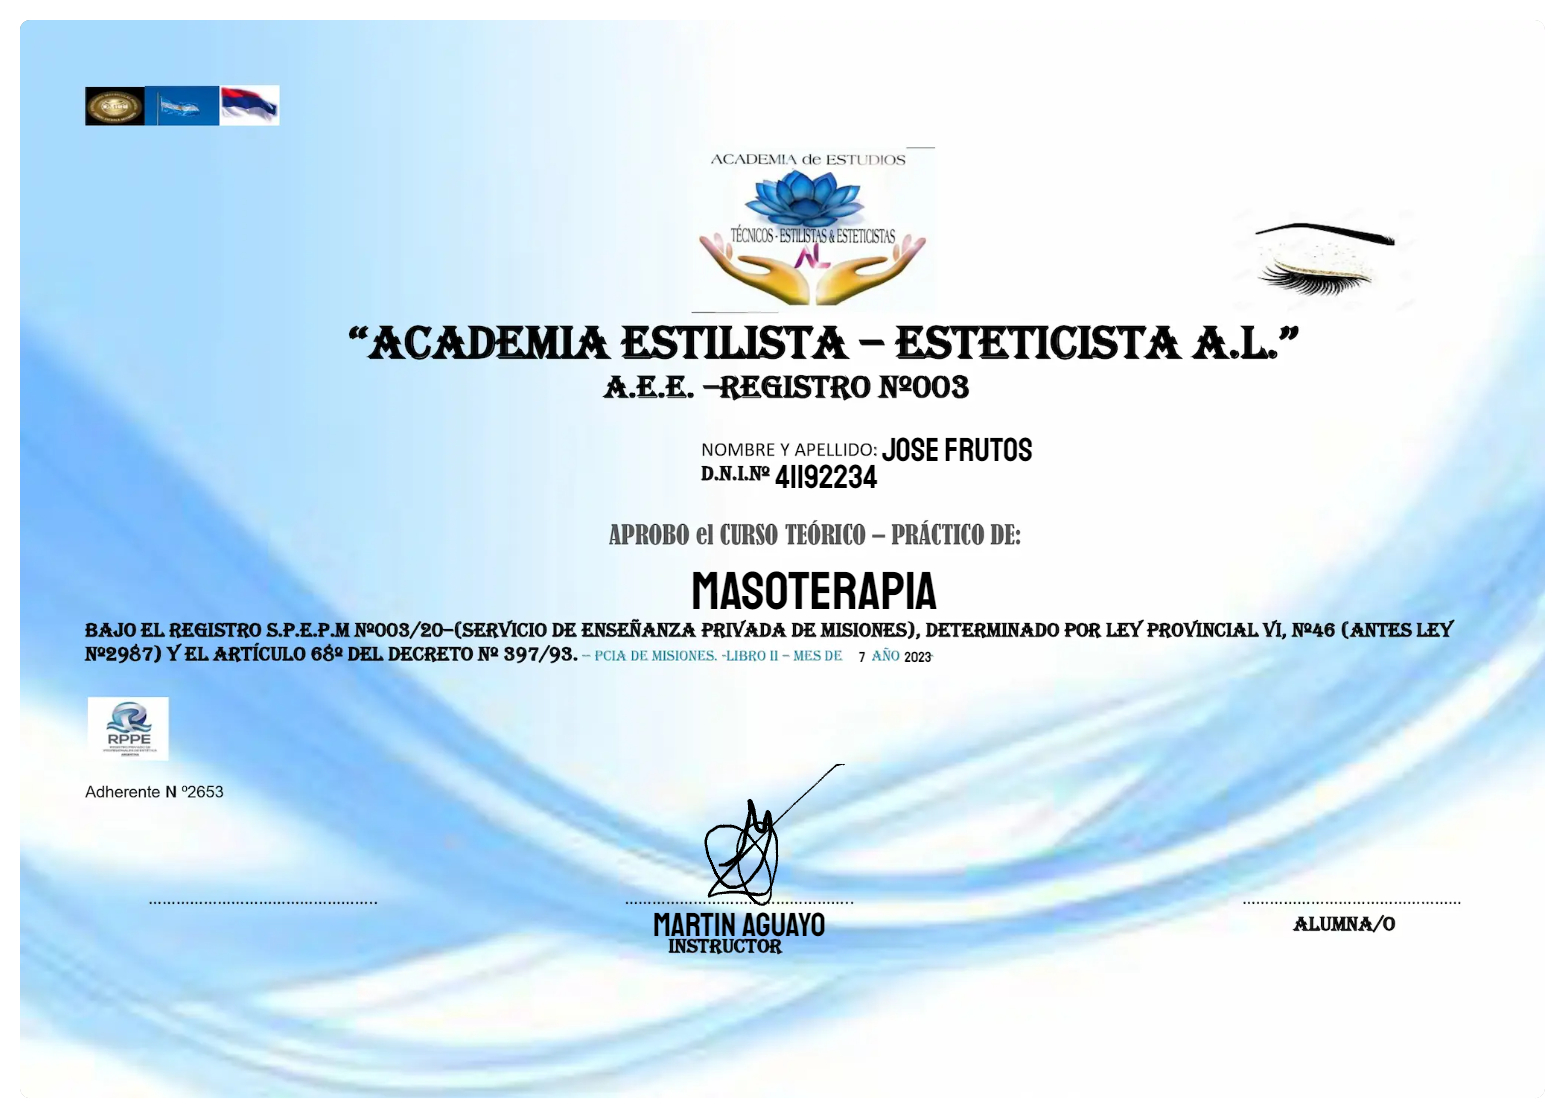 ACADEMIA de ESTUDIOS
TÉCNICOS - ESTILISTAS & ESTETICISTAS
AL
“ACADEMIA ESTILISTA – ESTETICISTA A.L.”
A.E.E. –REGISTRO Nº003
NOMBRE Y APELLIDO: JOSE FRUTOS
D.N.I.Nº 41192234
APROBO el CURSO TEÓRICO – PRÁCTICO DE:
MASOTERAPIA
BAJO EL REGISTRO S.P.E.P.M Nº003/20–(SERVICIO DE ENSEÑANZA PRIVADA DE MISIONES), DETERMINADO POR LEY PROVINCIAL VI, Nº46 (ANTES LEY
Nº2987) Y EL ARTÍCULO 68º DEL DECRETO Nº 397/93. – PCIA DE MISIONES. -LIBRO II – MES DE 7 AÑO 2023
RPPE
Adherente N º2653
MARTIN AGUAYO
INSTRUCTOR
ALUMNA/O